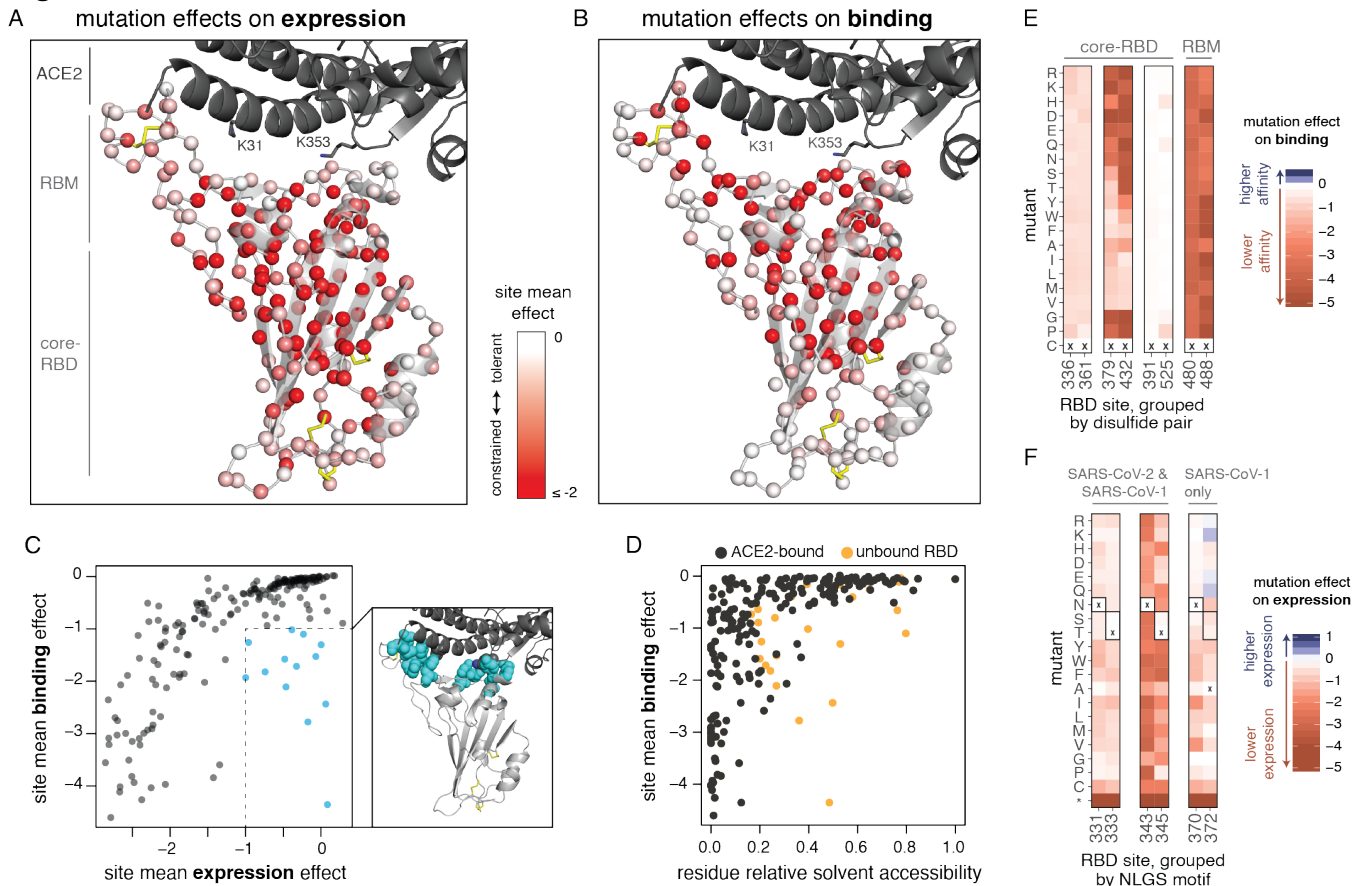 A
mutation effects on expression
ACE2
RBM
core-
RBD
K31
K353
site mean
effect
0
≤ -2
constrained ↔ tolerant
B
mutation effects on binding
K31
K353
C
site mean binding effect
0
−1
−2
−3
−4
−2
−1
0
site mean expression effect
D
ACE2-bound
unbound RBD
site mean binding effect
0
−1
−2
−3
−4
0.0
0.2
0.4
0.6
0.8
1.0
residue relative solvent accessibility
E
core-RBD
RBM
mutant
R
K
H
D
E
Q
N
S
T
Y
W
F
A
I
L
M
V
G
P
C
x x x x x x x x
336
361
379
432
391
525
480
488
RBD site, grouped
by disulfide pair
mutation effect
on binding
higher
affinity
lower
affinity
0
−1
−2
−3
−4
−5
F
SARS-CoV-2 &
SARS-CoV-1
SARS-CoV-1
only
mutant
R
K
H
D
E
Q
N
S
T
Y
W
F
A
I
L
M
V
G
P
C
*
x x
x x
x
331
333
343
345
370
372
RBD site, grouped
by NLGS motif
mutation effect
on expression
higher
expression
lower
expression
1
0
−1
−2
−3
−4
−5